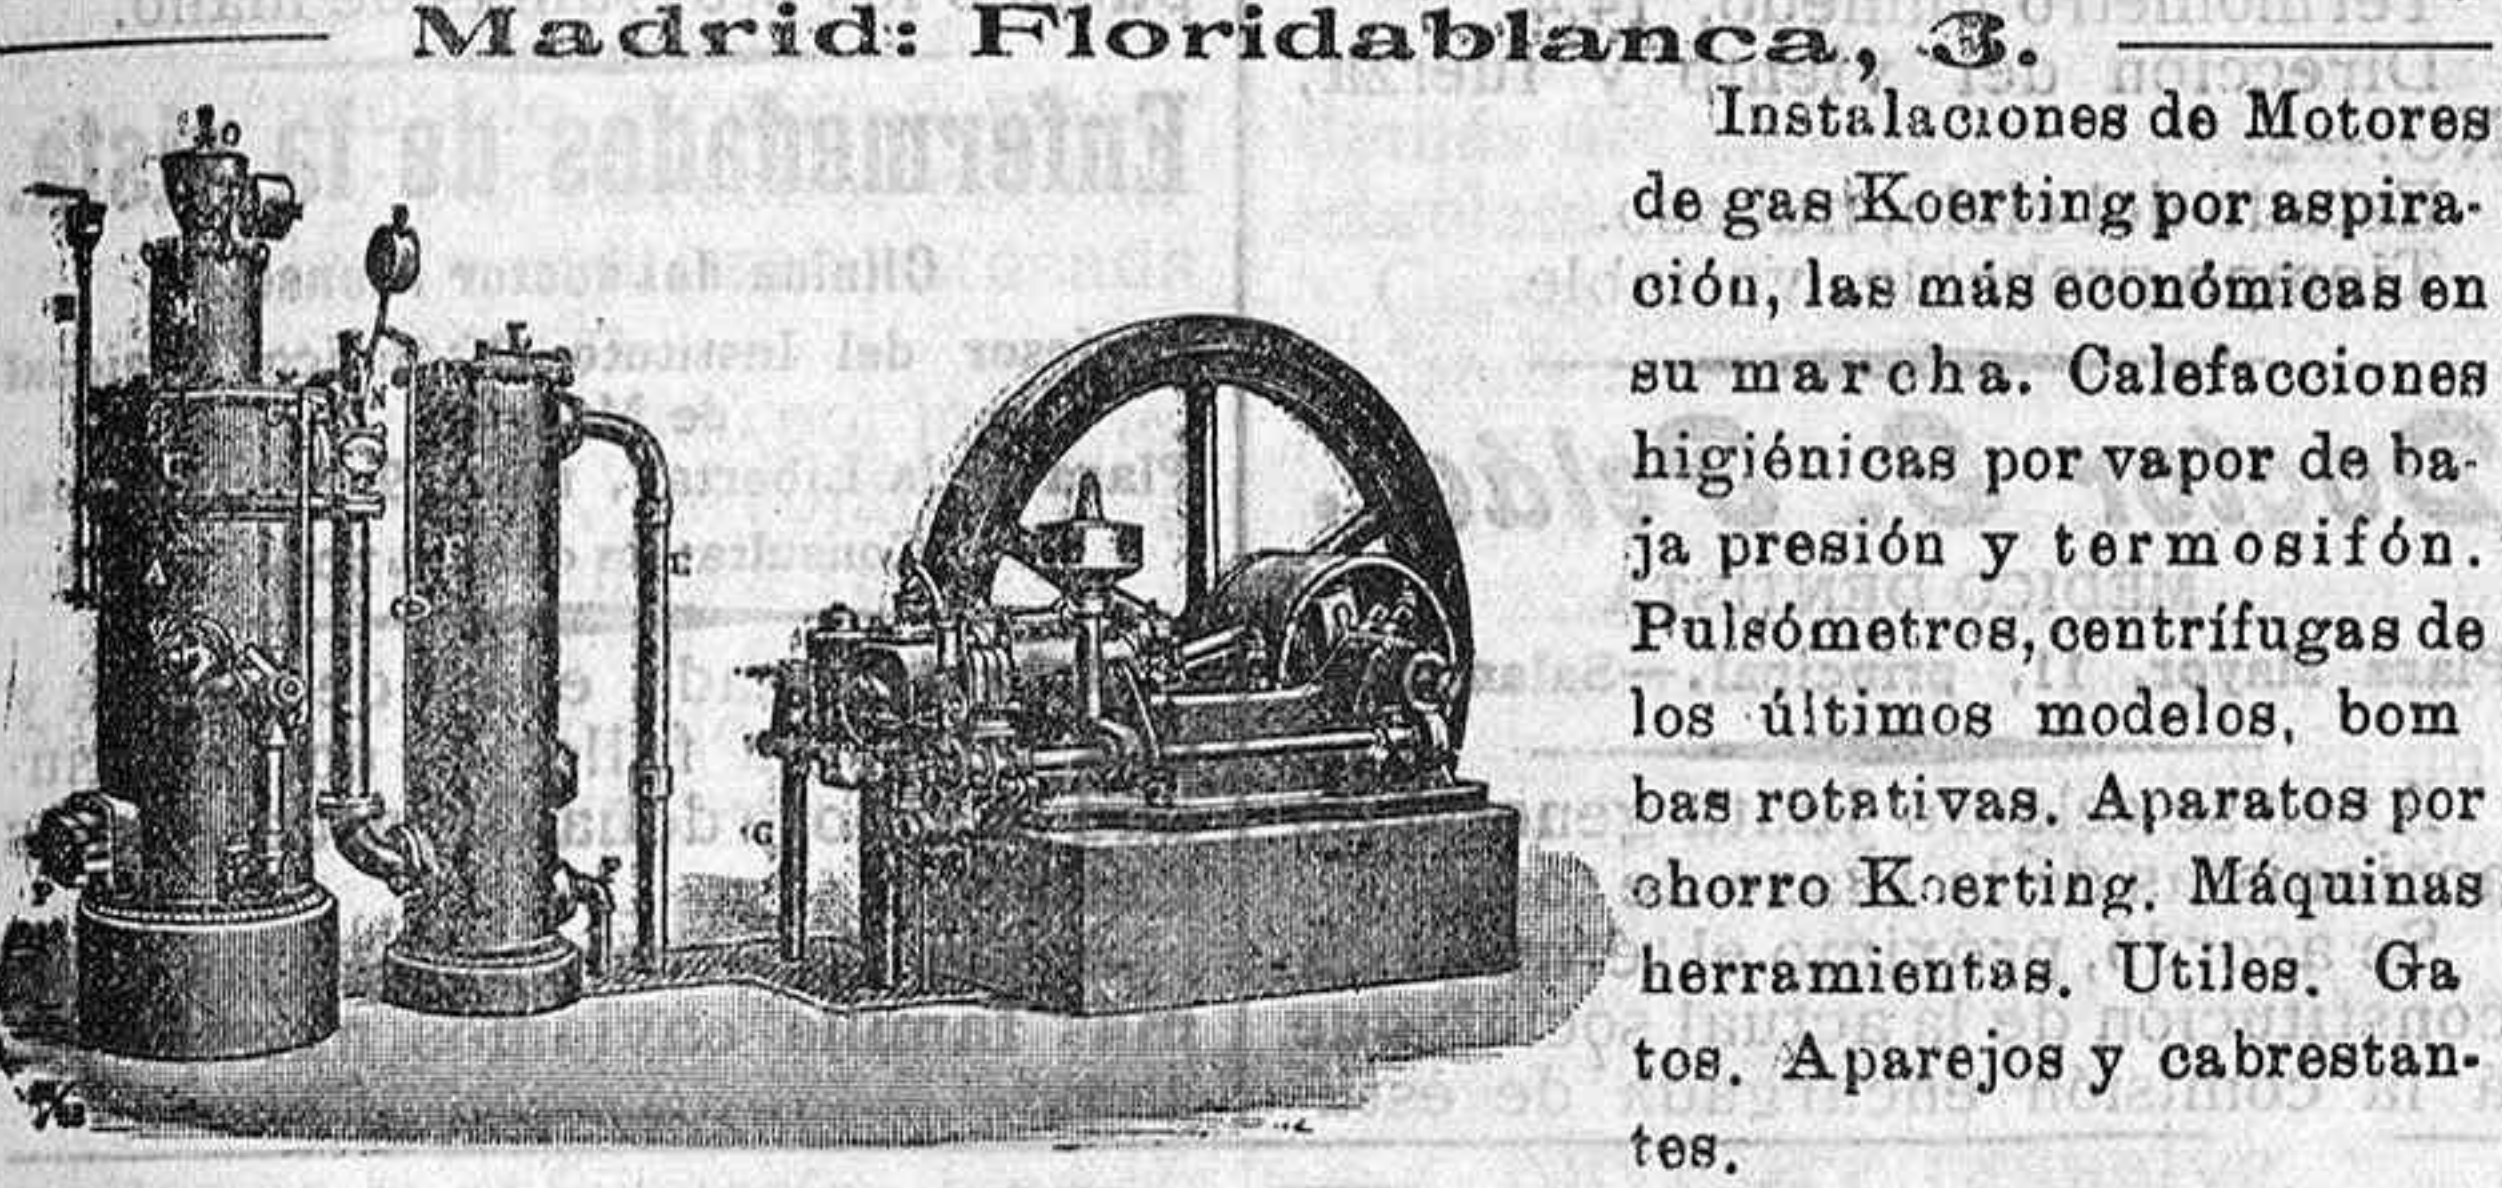 Madrid: Floridablanca, 3.
Instalaciones de Motores
de gas Koerting por aspira-
ción, las más económicas en
su marcha. Calefacciones
higiénicas por vapor de ba-
ja presión y termosifón.
Pulsómetros, centrífugas de
los últimos modelos, bom
bas rotativas. Aparatos por
chorro Koerting. Máquinas
herramientas. Utiles. Ga
tos. Aparejos y cabrestan-
tes.